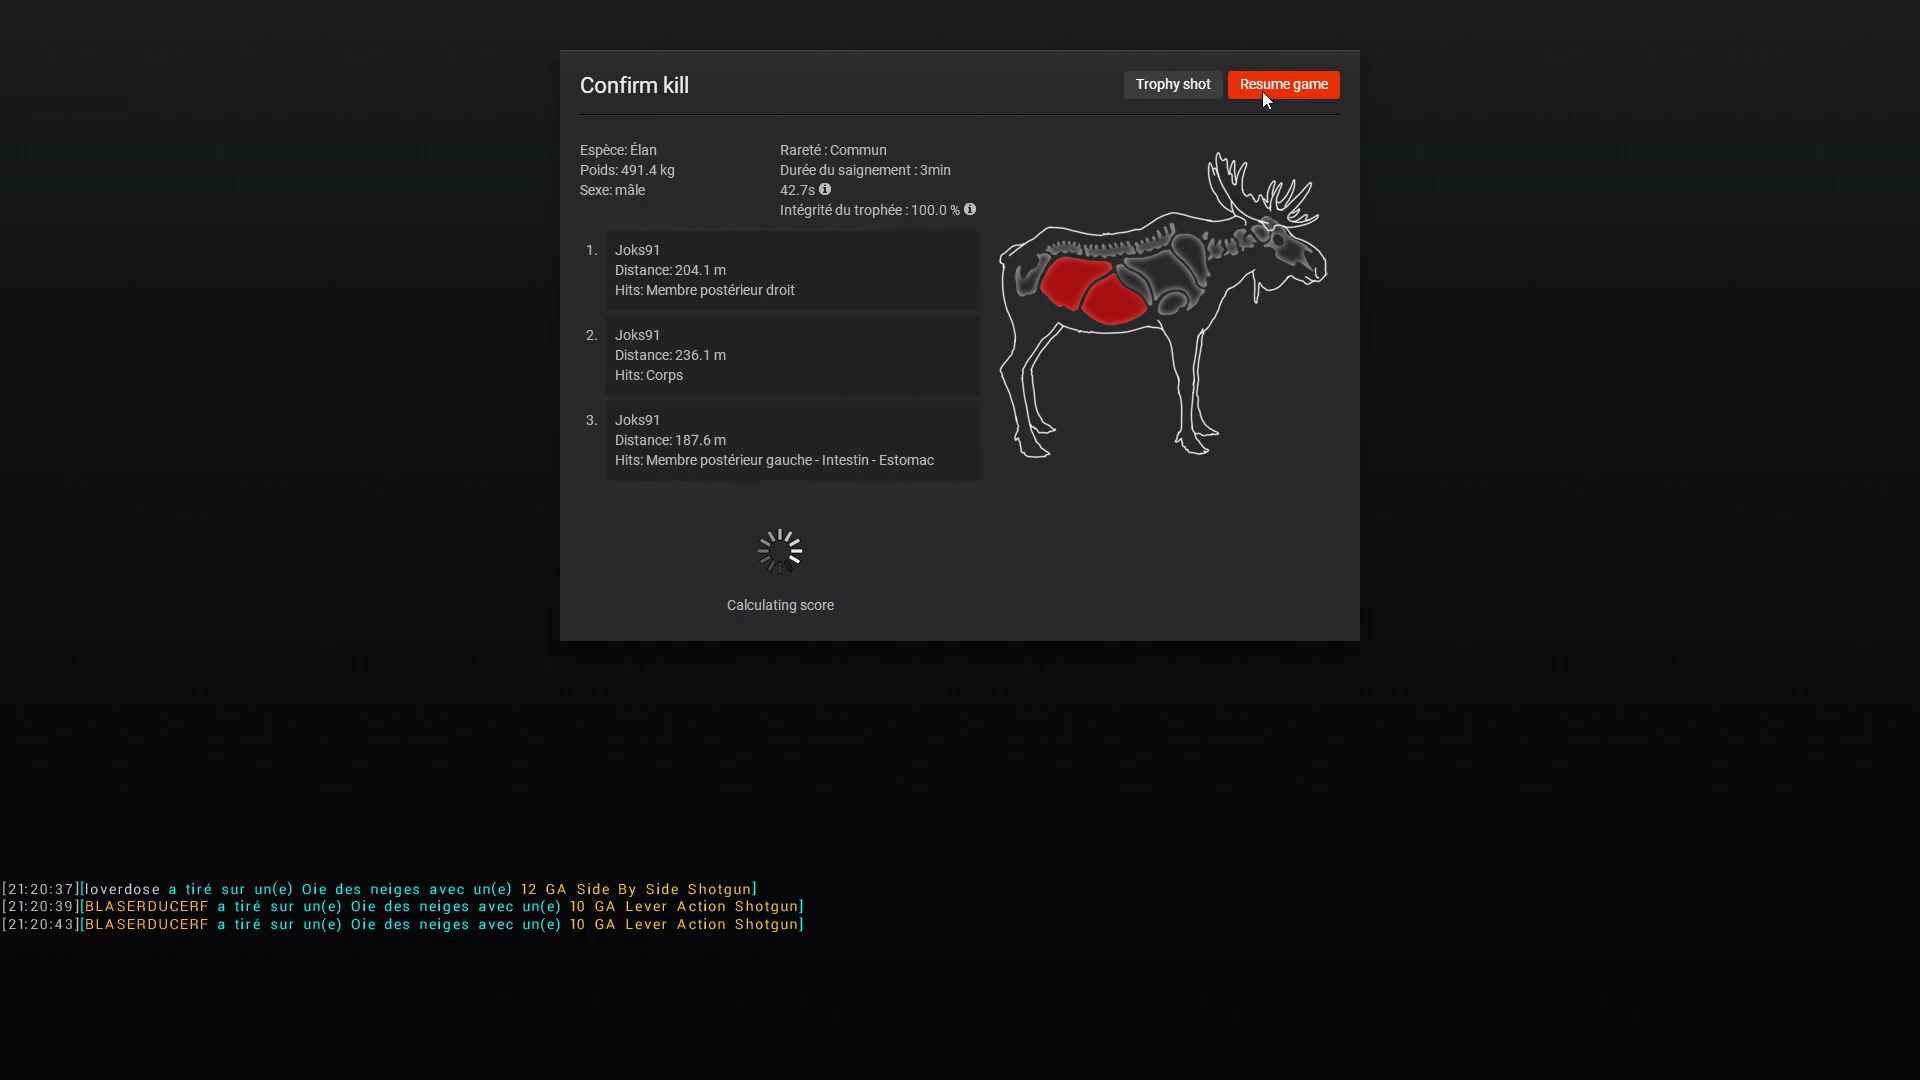 Confirm kill
Trophy shot
Resume game
Espèce: Élan
Poids: 491.4 kg
Sexe: mâle
Rareté : Commun
Durée du saignement : 3min
42.7s
Intégrité du trophée : 100.0 %
1.
Joks91
Distance: 204.1 m
Hits: Membre postérieur droit
2.
Joks91
Distance: 236.1 m
Hits: Corps
3.
Joks91
Distance: 187.6 m
Hits: Membre postérieur gauche - Intestin - Estomac
Calculating score
[21:20:37][loverdose a tiré sur un(e) Oie des neiges avec un(e) 12 GA Side By Side Shotgun]
[21:20:39][BLASERDUCERF a tiré sur un(e) Oie des neiges avec un(e) 10 GA Lever Action Shotgun]
[21:20:43][BLASERDUCERF a tiré sur un(e) Oie des neiges avec un(e) 10 GA Lever Action Shotgun]